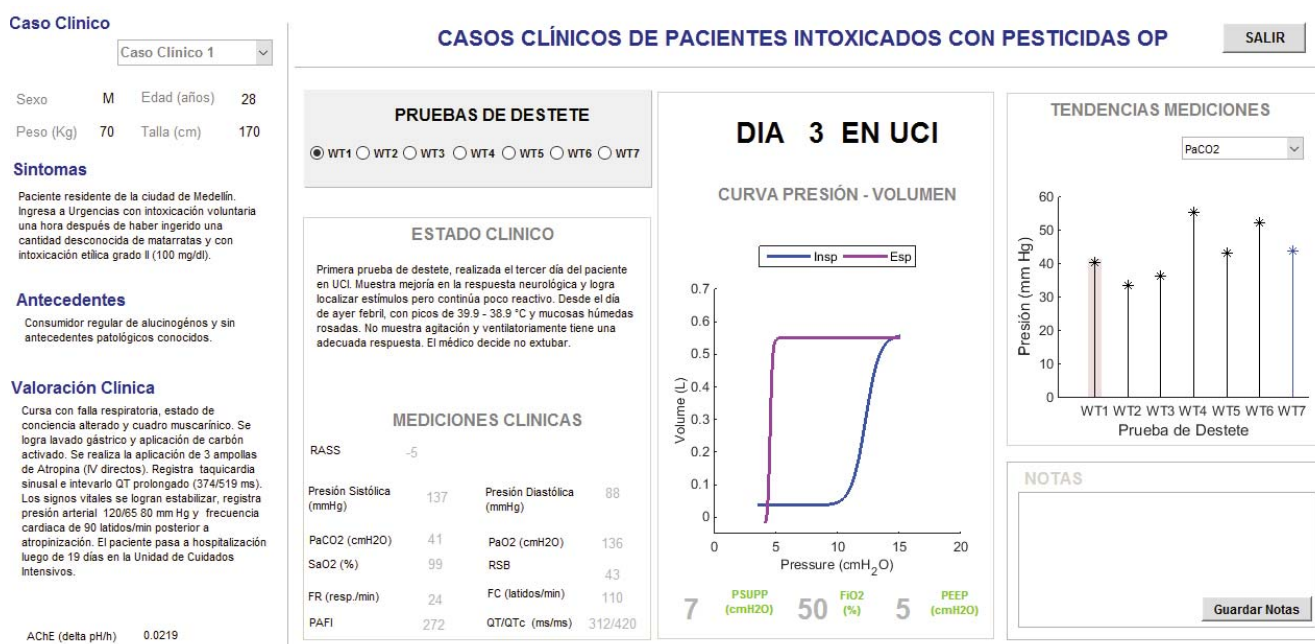 Caso Clinico
Caso Clínico 1
Sexo M Edad (años) 28
Peso (Kg) 70 Talla (cm) 170
Sintomas
Paciente residente de la ciudad de Medellín.
Ingresa a Urgencias con intoxicación voluntaria
una hora después de haber ingerido una
cantidad desconocida de matarratas y con
intoxicación etílica grado II (100 mg/dl).
Antecedentes
Consumidor regular de alucinogénos y sin
antecedentes patológicos conocidos.
Valoración Clínica
Cursa con falla respiratoria, estado de
conciencia alterado y cuadro muscarínico. Se
logra lavado gástrico y aplicación de carbón
activado. Se realiza la aplicación de 3 ampollas
de Atropina (IV directos). Registra taquicardia
sinusal e intevarlo QT prolongado (374/519 ms).
Los signos vitales se logran estabilizar, registra
presión arterial 120/65 80 mm Hg y frecuencia
cardiaca de 90 latidos/min posterior a
atropinización. El paciente pasa a hospitalización
luego de 19 días en la Unidad de Cuidados
Intensivos.
AChE (delta pH/h) 0.0219
CASOS CLÍNICOS DE PACIENTES INTOXICADOS CON PESTICIDAS OP
SALIR
PRUEBAS DE DESTETE
WT1 WT2 WT3 WT4 WT5 WT6 WT7
ESTADO CLINICO
Primera prueba de destete, realizada el tercer día del paciente
en UCI. Muestra mejoría en la respuesta neurológica y logra
localizar estímulos pero continúa poco reactivo. Desde el día
de ayer febril, con picos de 39.9 - 38.9 °C y mucosas húmedas
rosadas. No muestra agitación y ventilatoriamente tiene una
adecuada respuesta. El médico decide no extubar.
MEDICIONES CLINICAS
RASS -5
Presión Sistólica (mmHg) 137 Presión Diastólica (mmHg) 88
PaCO2 (cmH2O) 41 PaO2 (cmH2O) 136
SaO2 (%) 99 RSB 43
FR (resp./min) 24 FC (latidos/min) 110
PAFI 272 QT/QTc (ms/ms) 312/420
DIA 3 EN UCI
CURVA PRESIÓN - VOLUMEN
Insp Esp
0.7
0.6
0.5
0.4
0.3
0.2
0.1
0
Volume (L)
0 5 10 15 20
Pressure (cmH2O)
7 PSUPP (cmH2O) 50 FiO2 (%) 5 PEEP (cmH2O)
TENDENCIAS MEDICIONES
PaCO2
60
50
40
30
20
10
0
Presión (mm Hg)
WT1 WT2 WT3 WT4 WT5 WT6 WT7
Prueba de Destete
NOTAS
Guardar Notas